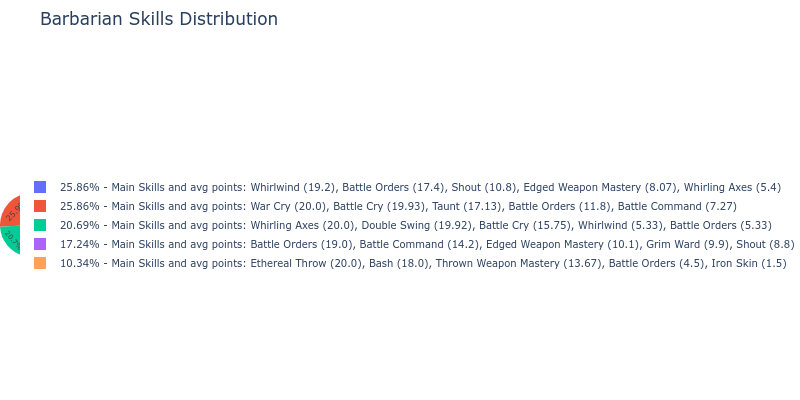 Barbarian Skills Distribution
25.86% - Main Skills and avg points: Whirlwind (19.2), Battle Orders (17.4), Shout (10.8), Edged Weapon Mastery (8.07), Whirling Axes (5.4)
25.86% - Main Skills and avg points: War Cry (20.0), Battle Cry (19.93), Taunt (17.13), Battle Orders (11.8), Battle Command (7.27)
20.69% - Main Skills and avg points: Whirling Axes (20.0), Double Swing (19.92), Battle Cry (15.75), Whirlwind (5.33), Battle Orders (5.33)
17.24% - Main Skills and avg points: Battle Orders (19.0), Battle Command (14.2), Edged Weapon Mastery (10.1), Grim Ward (9.9), Shout (8.8)
10.34% - Main Skills and avg points: Ethereal Throw (20.0), Bash (18.0), Thrown Weapon Mastery (13.67), Battle Orders (4.5), Iron Skin (1.5)